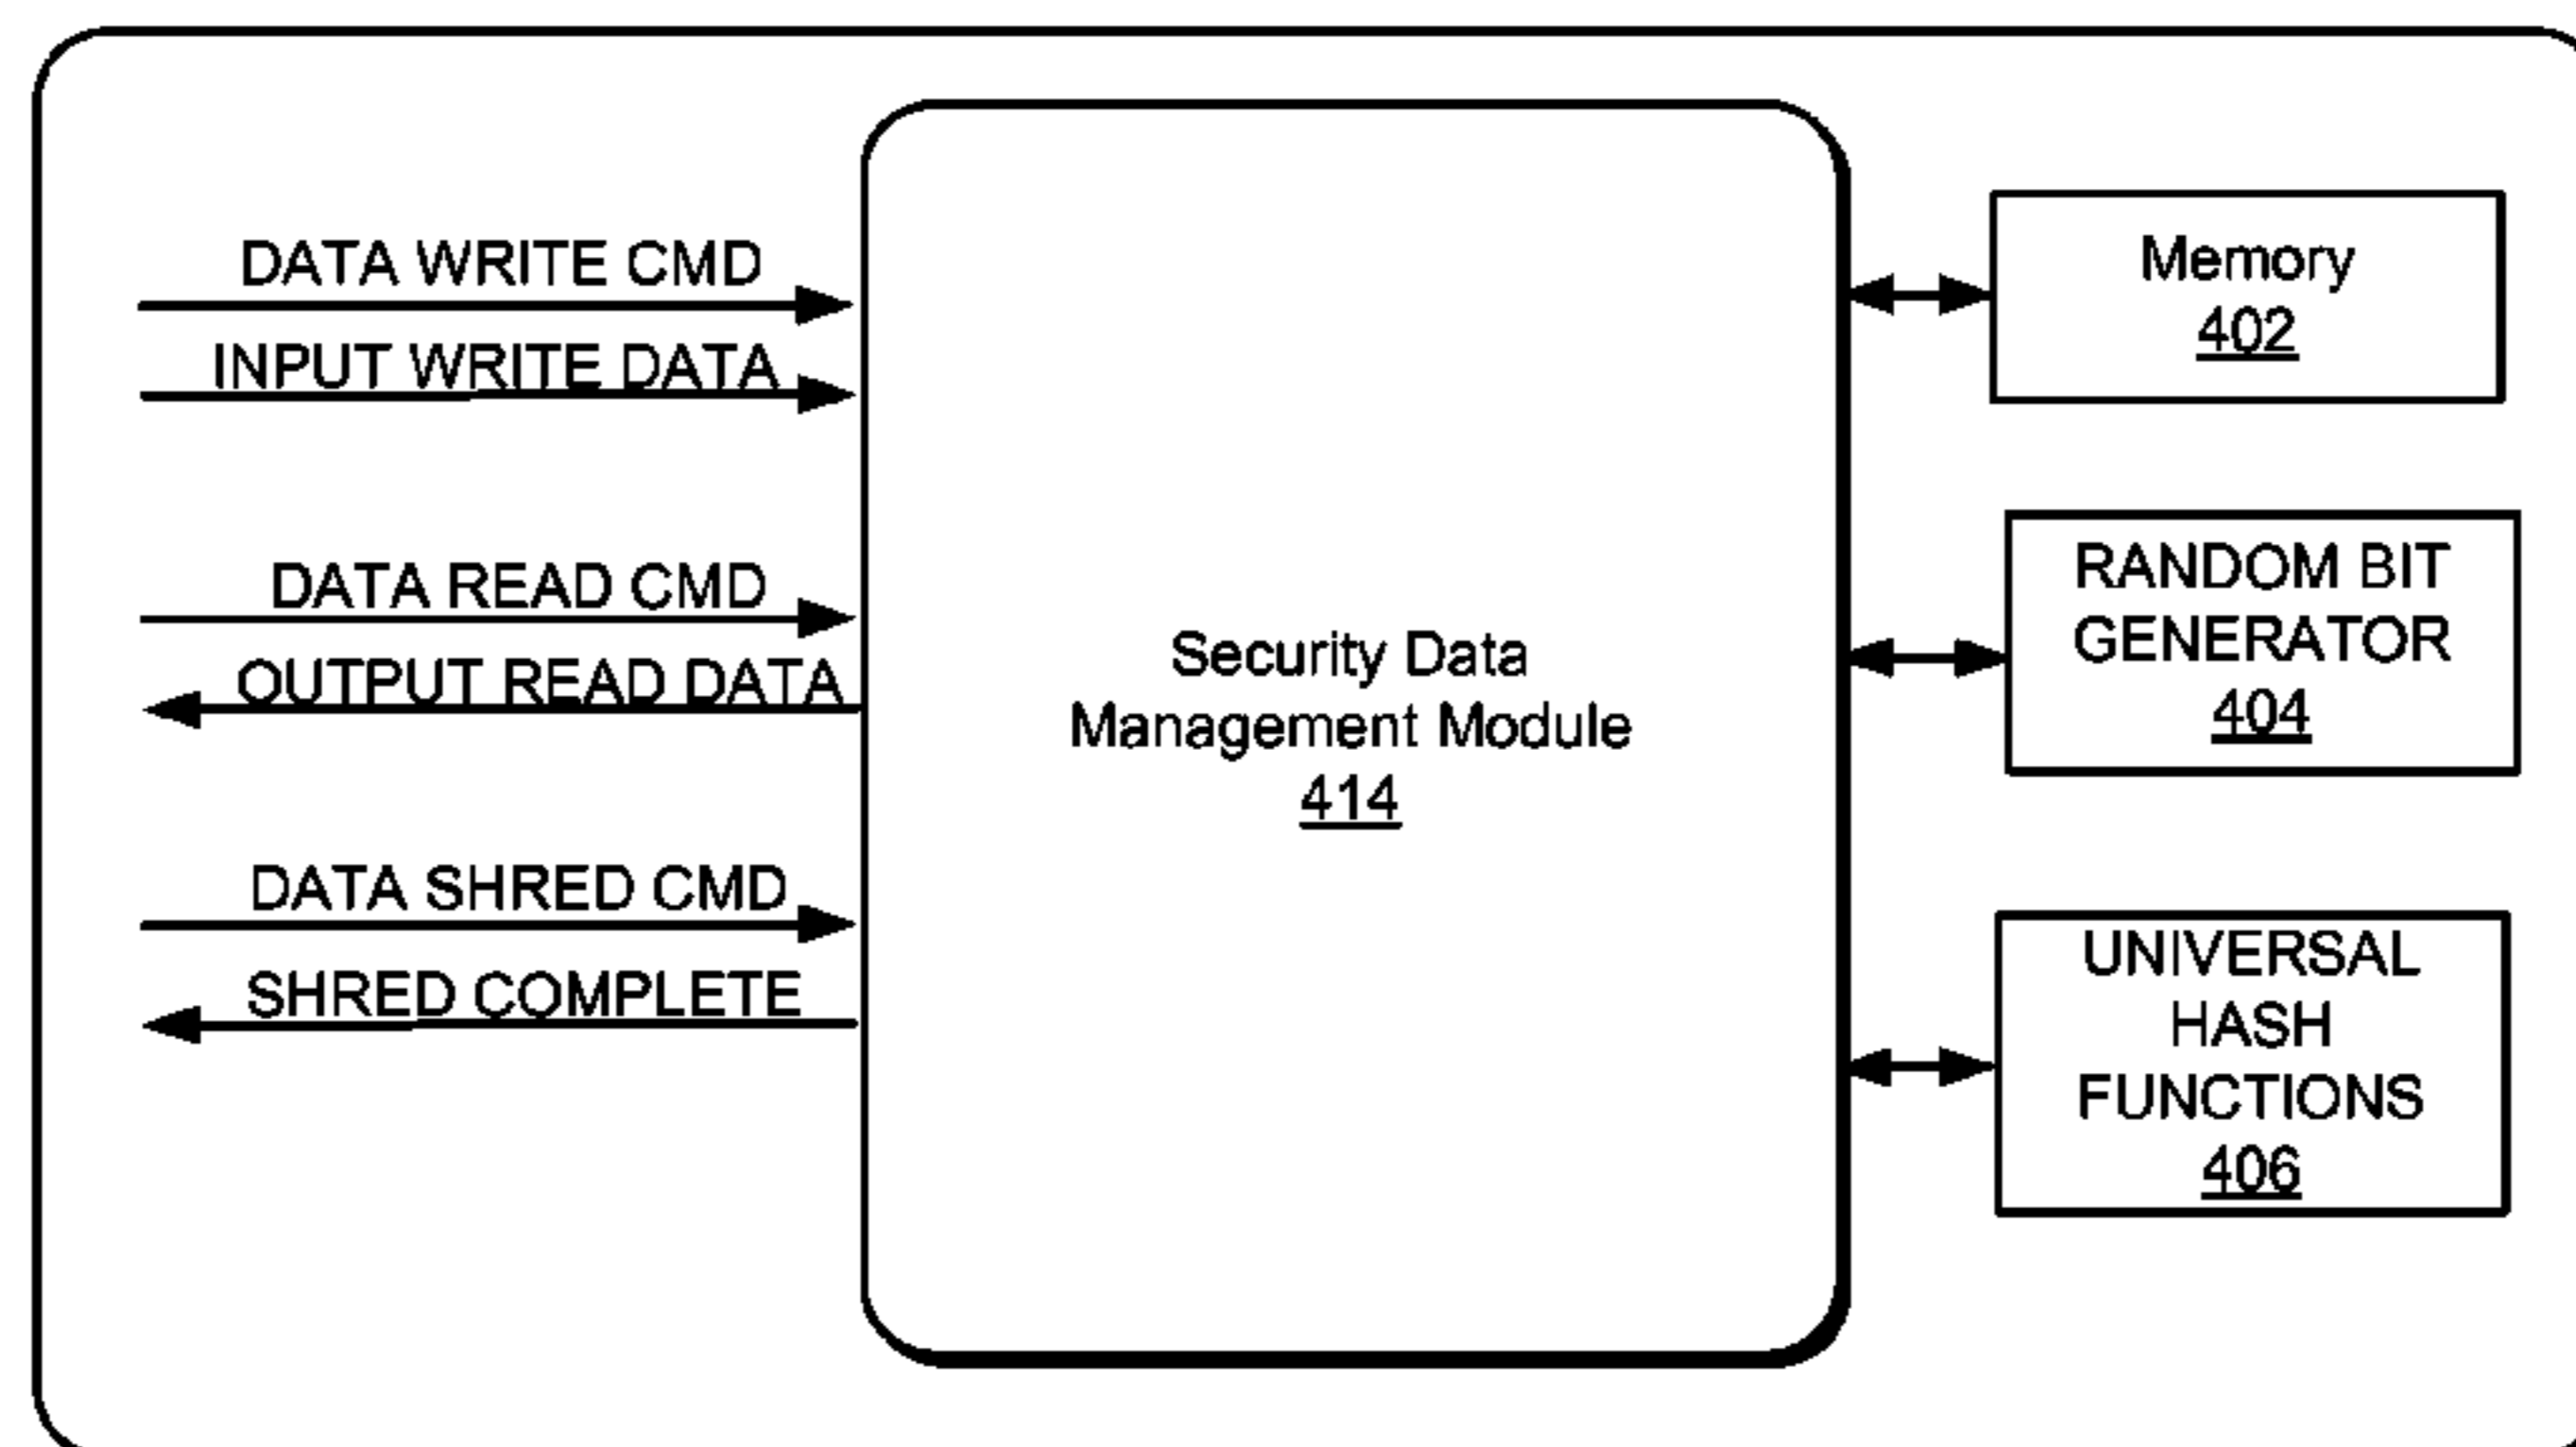 DATA WRITE CMD
INPUT WRITE DATA
DATA READ CMD
OUTPUT READ DATA
DATA SHRED CMD
SHRED COMPLETE
Security Data
Management Module
414
Memory
402
RANDOM BIT
GENERATOR
404
UNIVERSAL
HASH
FUNCTIONS
406